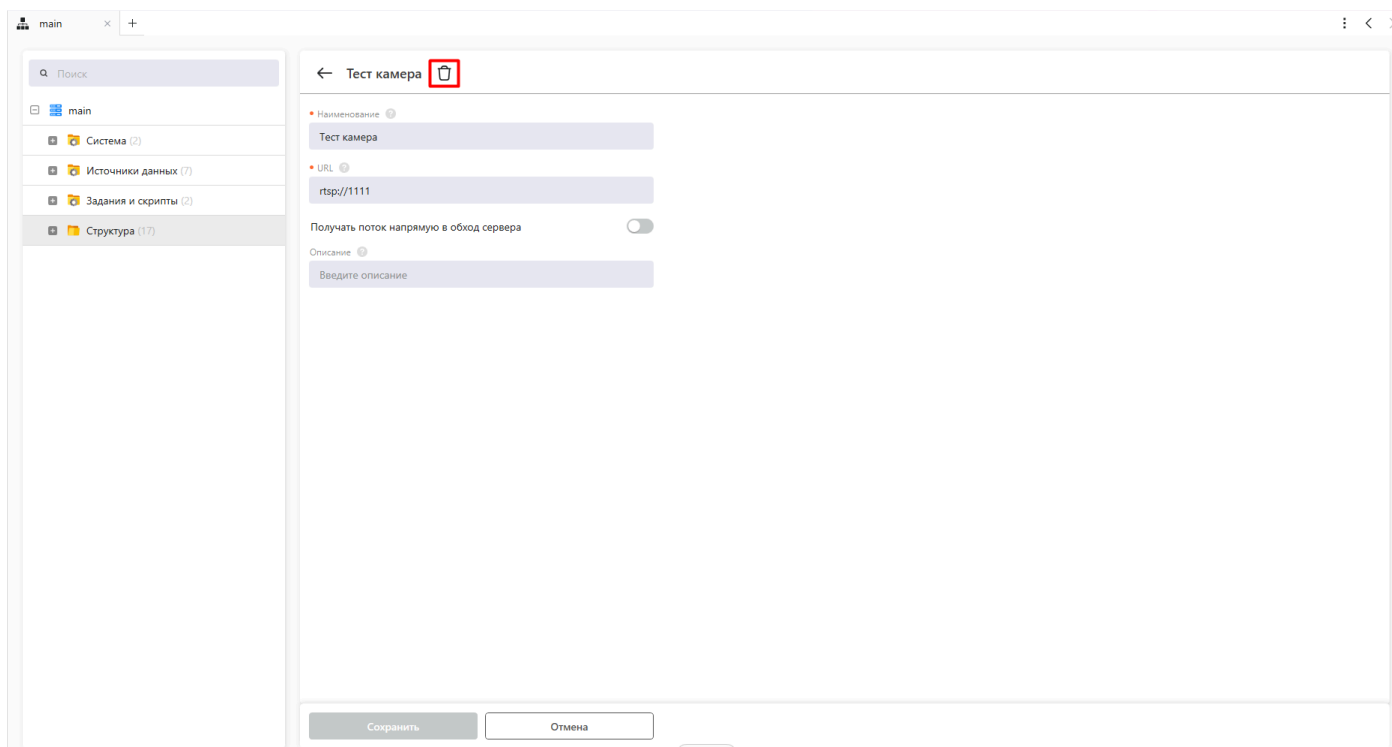 main
Поиск
main
Система (2)
Источники данных (7)
Задания и скрипты (2)
Структура (17)
Тест камера
Наименование
Тест камера
URL
rtsp://1111
Получать поток напрямую в обход сервера
Описание
Введите описание
Сохранить
Отмена